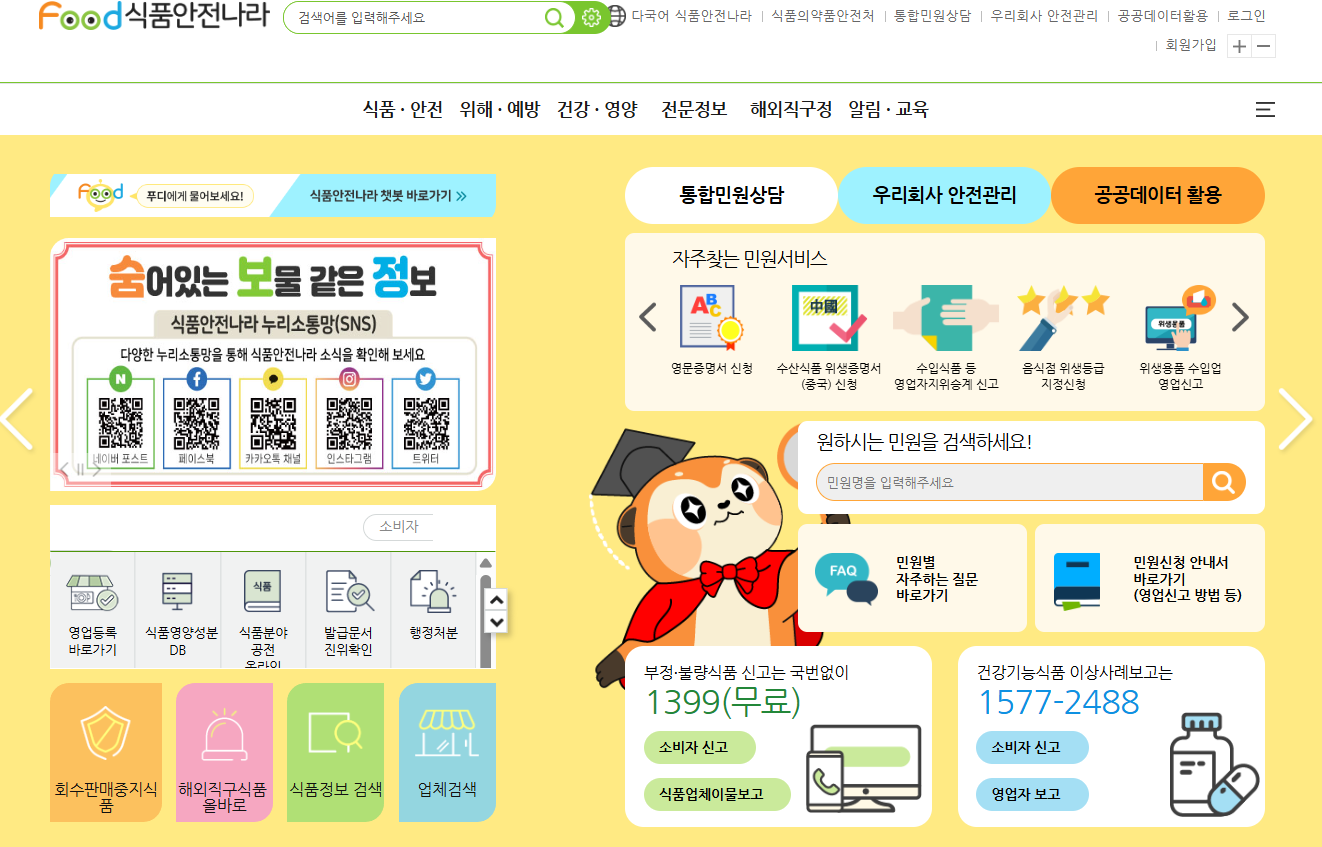 Food 식품안전나라
검색어를 입력해주세요
다국어 식품안전나라 | 식품의약품안전처 | 통합민원상담 | 우리회사 안전관리 | 공공데이터활용 | 로그인
| 회원가입
식품 · 안전 위해 · 예방 건강 · 영양 전문정보 해외직구정 알림 · 교육
food 푸디에게 물어보세요! 식품안전나라 챗봇 바로가기 »
숨어있는 보물 같은 정보
식품안전나라 누리소통망(SNS)
다양한 누리소통망을 통해 식품안전나라 소식을 확인해 보세요
N f
네이버 포스트 페이스북 카카오톡 채널 인스타그램 트위터
소비자
식품
영업등록
바로가기
식품영양성분
DB
식품분야
공전
온라인
발급문서
진위확인
행정처분
회수판매중지식
품
해외직구식품
올바로
식품정보 검색
업체검색
통합민원상담 우리회사 안전관리 공공데이터 활용
자주찾는 민원서비스
ABC
中國
위생용품
영문증명서 신청
수산식품 위생증명서
(중국) 신청
수입식품 등
영업자지위승계 신고
음식점 위생등급
지정신청
위생용품 수입업
영업신고
원하시는 민원을 검색하세요!
민원명을 입력해주세요
FAQ
민원별
자주하는 질문
바로가기
민원신청 안내서
바로가기
(영업신고 방법 등)
부정·불량식품 신고는 국번없이
1399(무료)
소비자 신고
식품업체이물보고
건강기능식품 이상사례보고는
1577-2488
소비자 신고
영업자 보고